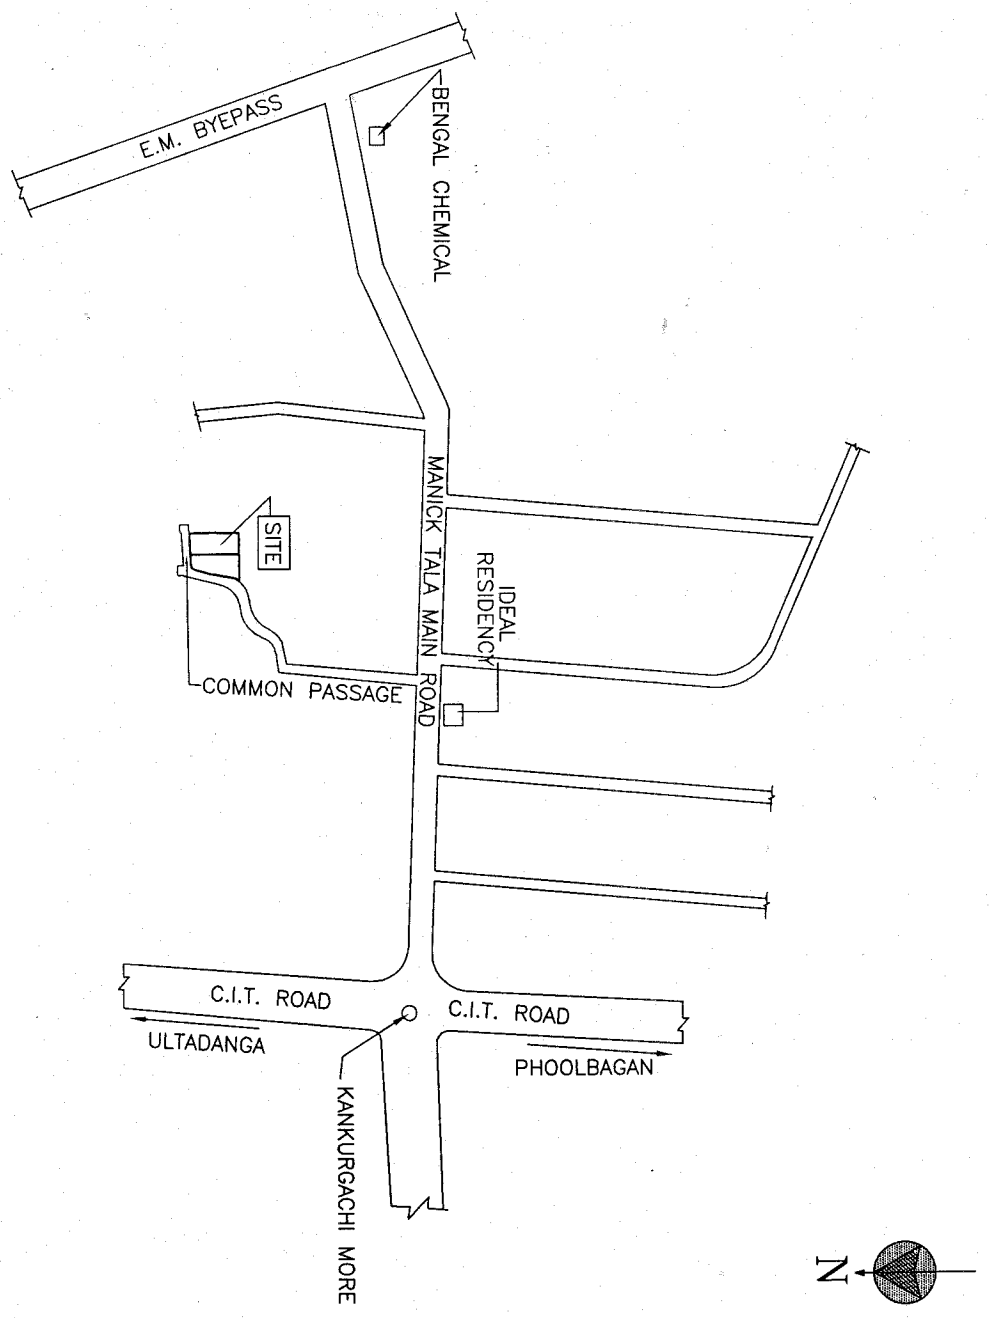 E.M. BYEPASS
BENGAL CHEMICAL
MANICK TALA MAIN ROAD
SITE
IDEAL
RESIDENCY
COMMON PASSAGE
C.I.T. ROAD
C.I.T. ROAD
ULTADANGA
PHOOLBAGAN
KANKURGACHI MORE
N